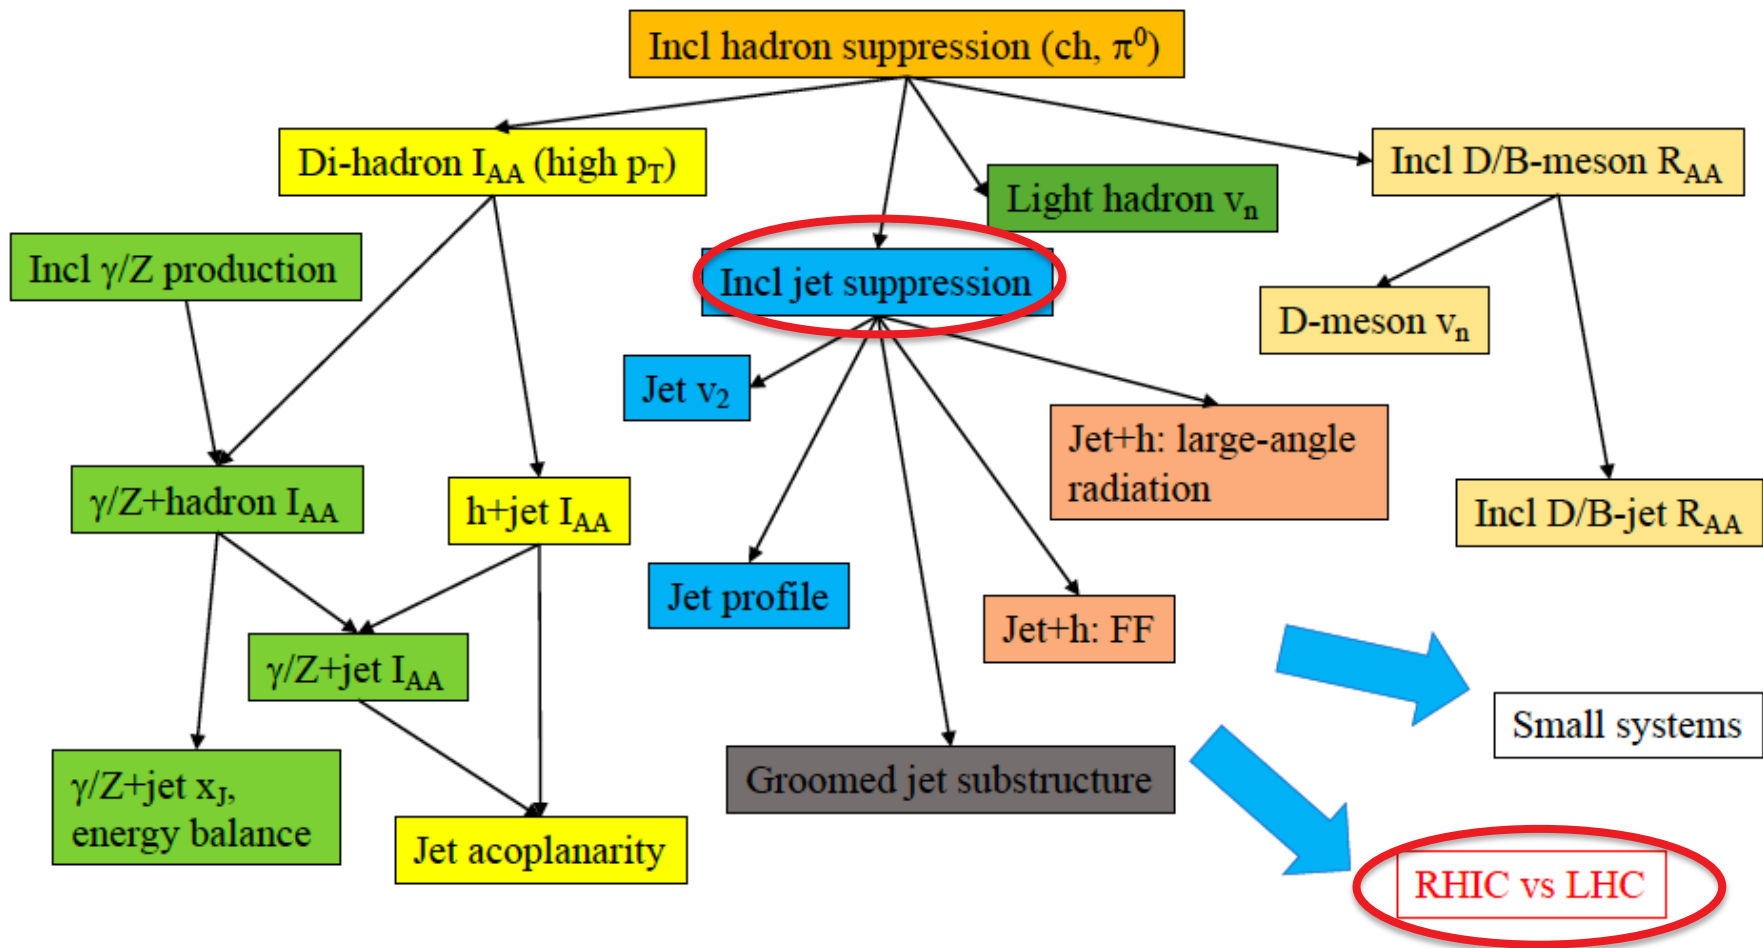 Incl hadron suppression (ch, π⁰)
Di-hadron I_AA (high p_T)
Incl D/B-meson R_AA
Light hadron v_n
Incl γ/Z production
Incl jet suppression
D-meson v_n
Jet v₂
Jet+h: large-angle
radiation
γ/Z+hadron I_AA
h+jet I_AA
Incl D/B-jet R_AA
Jet profile
Jet+h: FF
γ/Z+jet I_AA
Small systems
Groomed jet substructure
γ/Z+jet x_J,
energy balance
Jet acoplanarity
RHIC vs LHC